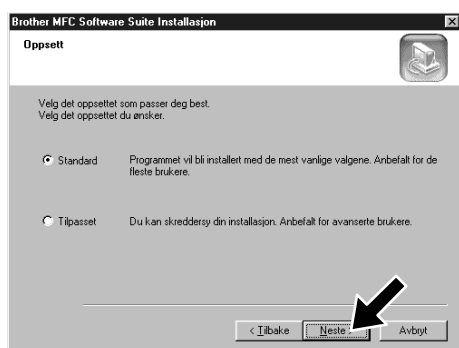 Brother MFC Software Suite Installasjon
Oppsett
Velg det oppsettet som passer deg best.
Velg det oppsettet du ønsker.
Standard Programmet vil bli installert med de mest vanlige valgene. Anbefalt for de
fleste brukere.
Tilpasset Du kan skreddersy din installasjon. Anbefalt for avanserte brukere.
< Tilbake Neste > Avbryt